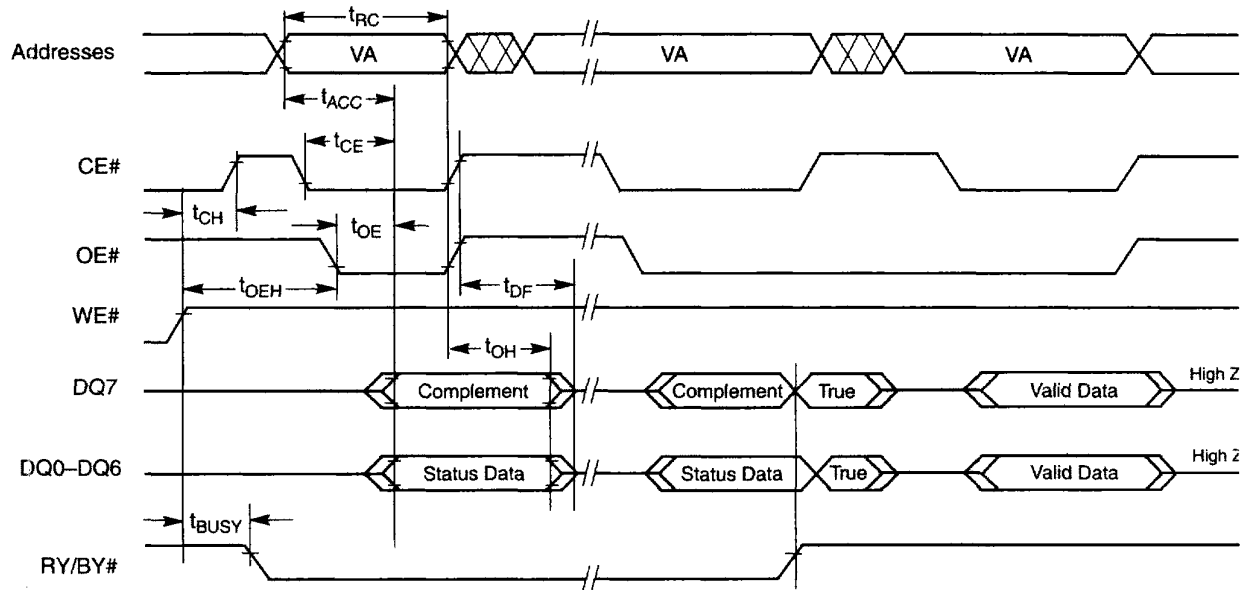 tRC
Addresses VA VA VA
tACC
tCE
CE#
tCH
tOE
OE#
tOEH
tDF
WE#
tOH
DQ7 Complement Complement True Valid Data High Z
DQ0–DQ6 Status Data Status Data True Valid Data High Z
tBUSY
RY/BY#